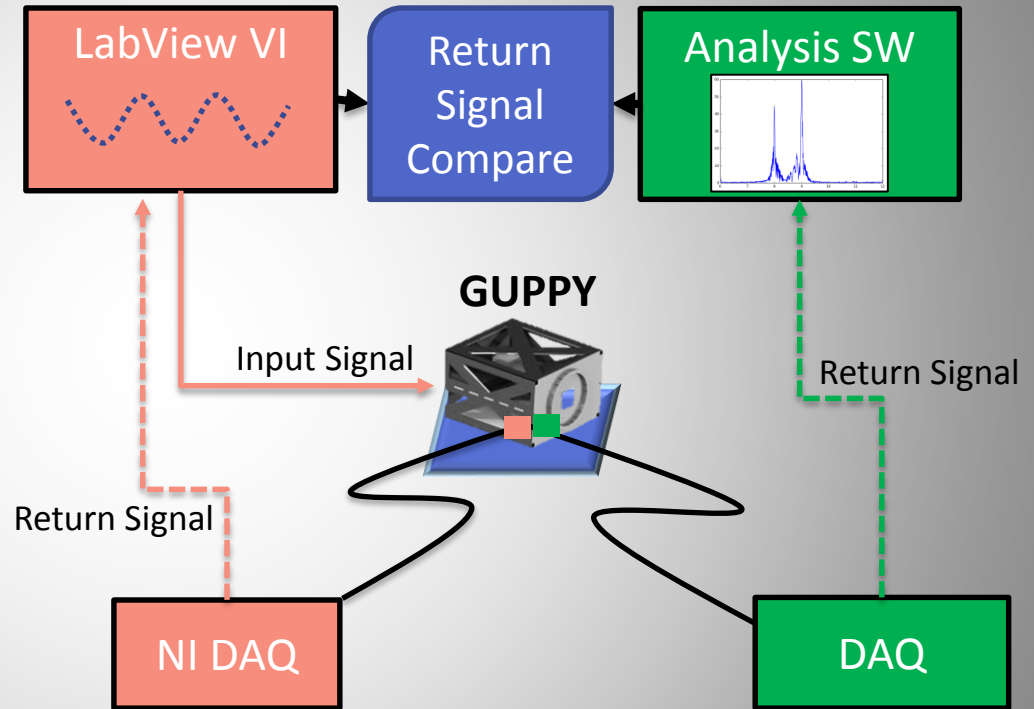 LabView VI
Return
Signal
Compare
Analysis SW
GUPPY
Input Signal
Return Signal
Return Signal
NI DAQ
DAQ